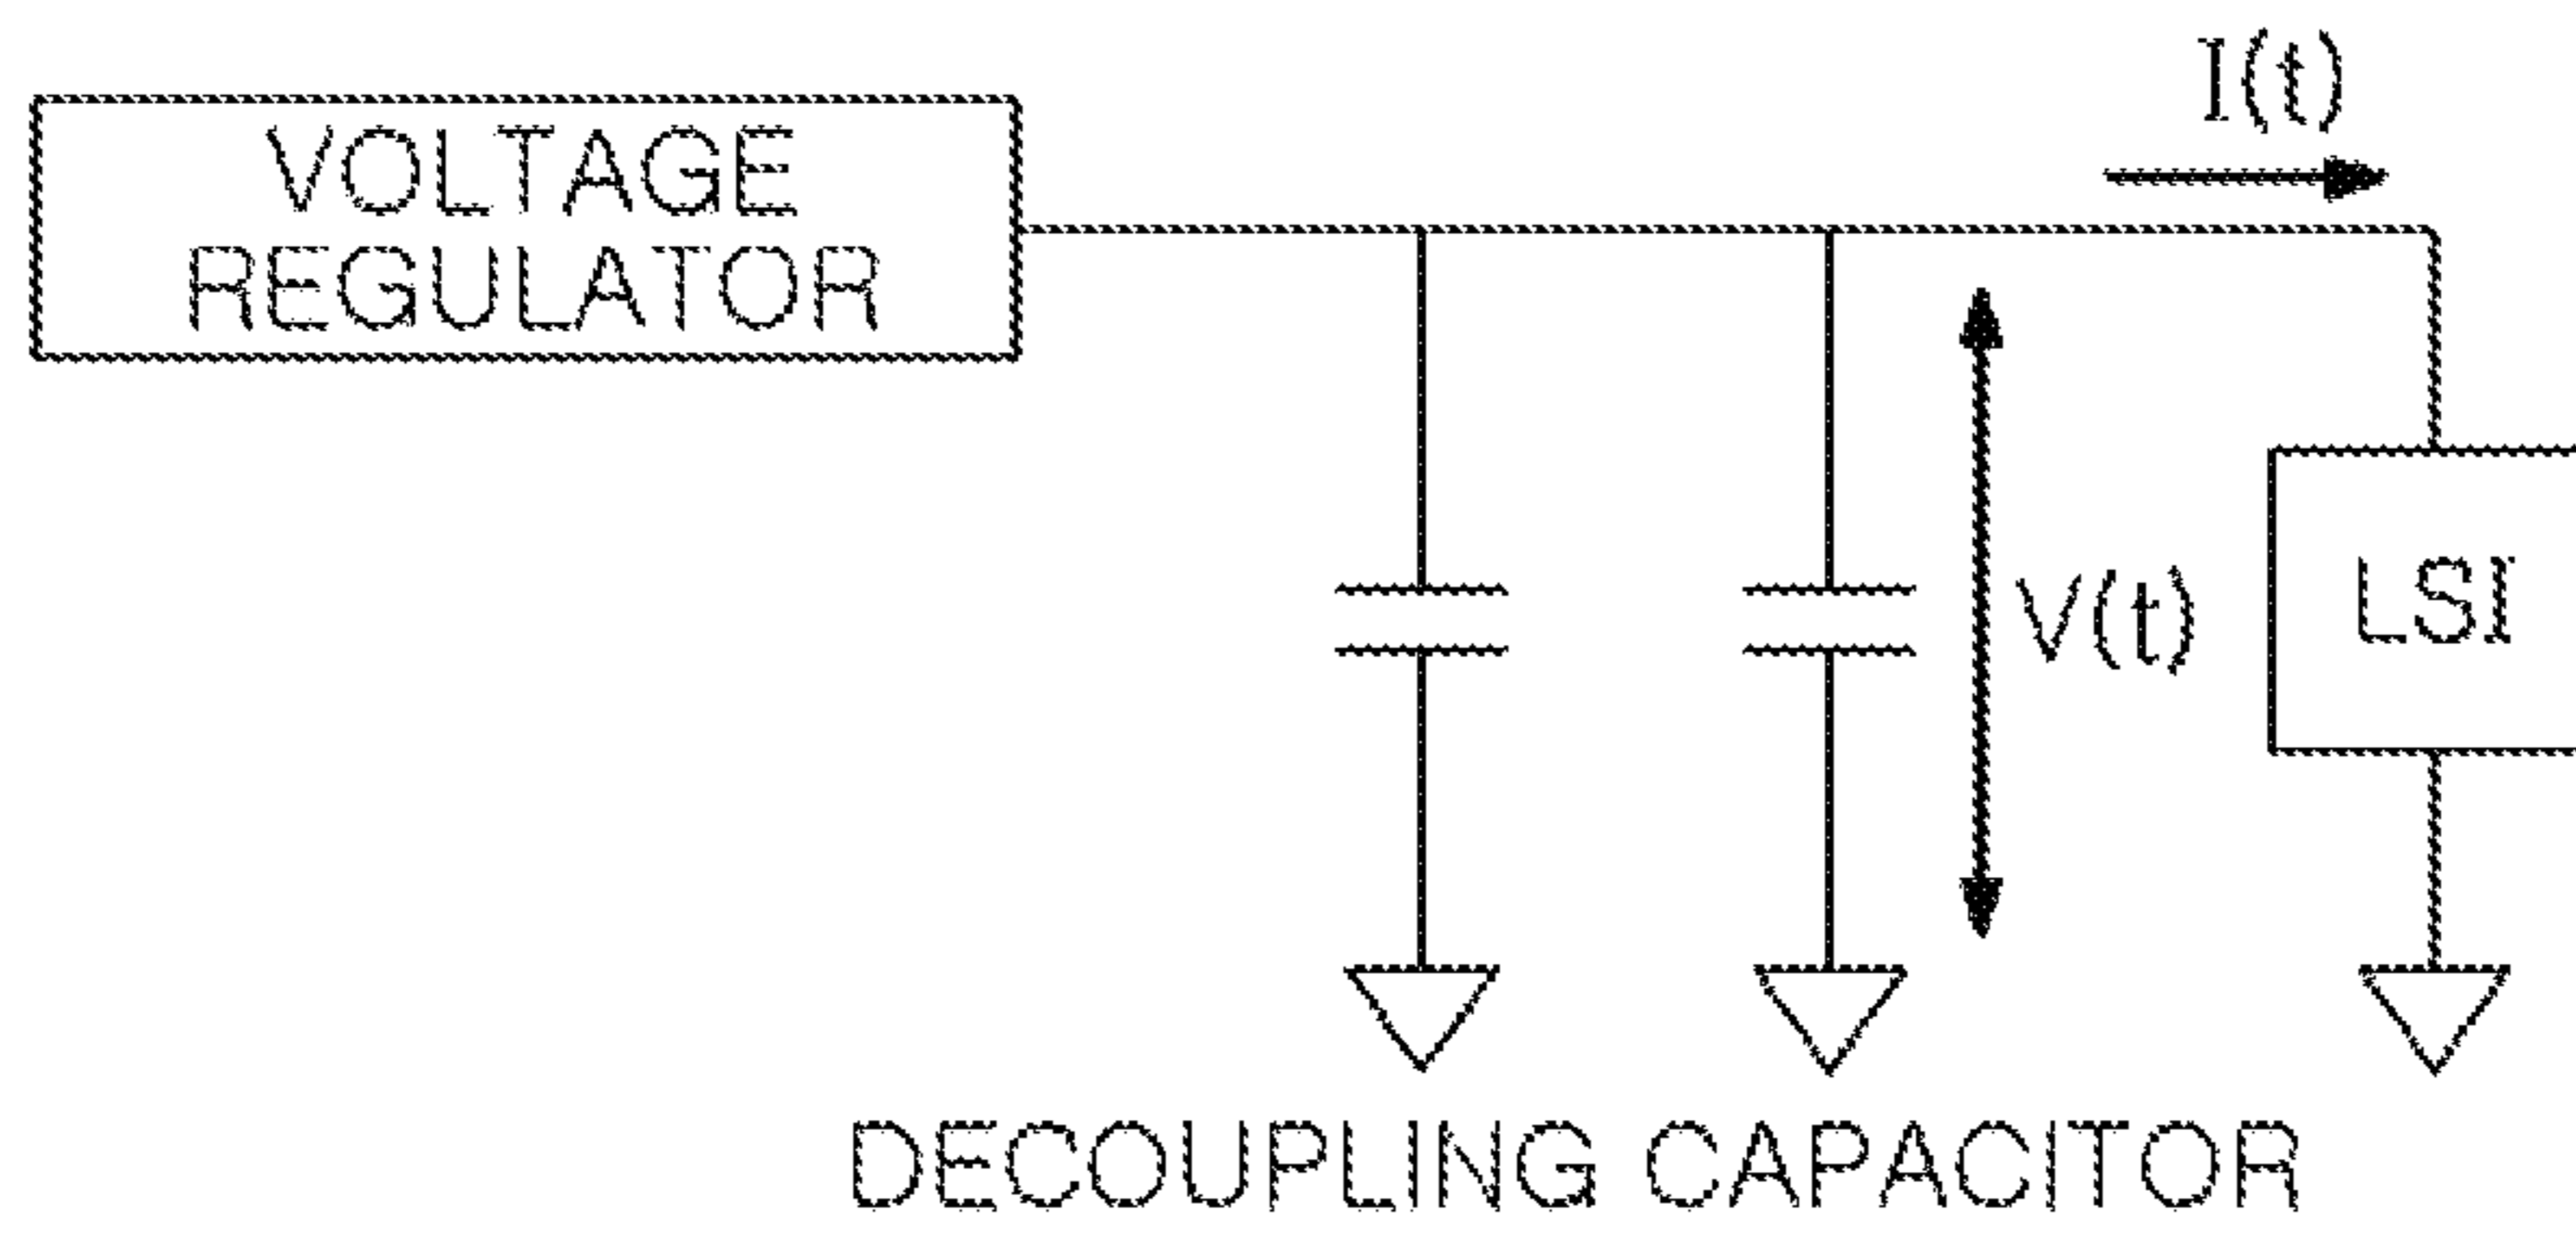 I(t)
VOLTAGE
REGULATOR
V(t)
LSI
DECOUPLING CAPACITOR